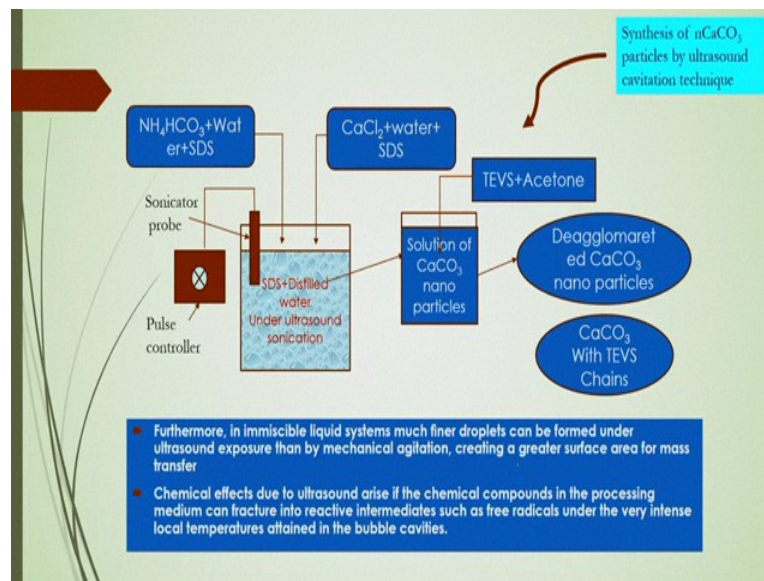 Synthesis of nCaCO₃
particles by ultrasound
cavitation technique
NH₄HCO₃+Wat
er+SDS
CaCl₂+water+
SDS
TEVS+Acetone
Sonicator
probe
Solution of
CaCO₃
nano
particles
Deagglomaret
ed CaCO₃
nano particles
SDS+Distilled
water.
Under ultrasound
sonication
Pulse
controller
CaCO₃
With TEVS
Chains
Furthermore, in immiscible liquid systems much finer droplets can be formed under
ultrasound exposure than by mechanical agitation, creating a greater surface area for mass
transfer
Chemical effects due to ultrasound arise if the chemical compounds in the processing
medium can fracture into reactive intermediates such as free radicals under the very intense
local temperatures attained in the bubble cavities.